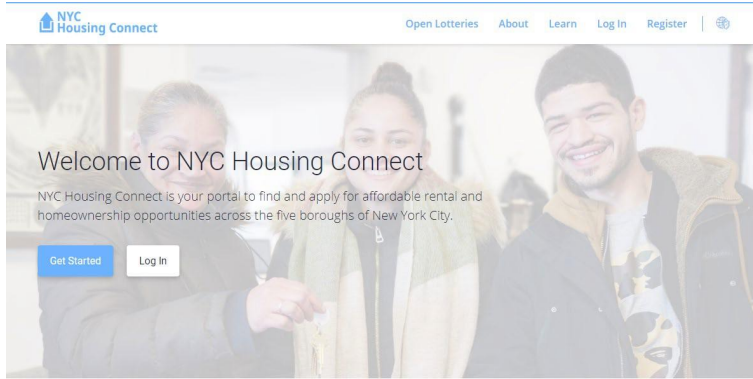 NYC
Housing Connect
Open Lotteries About Learn Log In Register
Welcome to NYC Housing Connect
NYC Housing Connect is your portal to find and apply for affordable rental and
homeownership opportunities across the five boroughs of New York City.
Get Started Log In